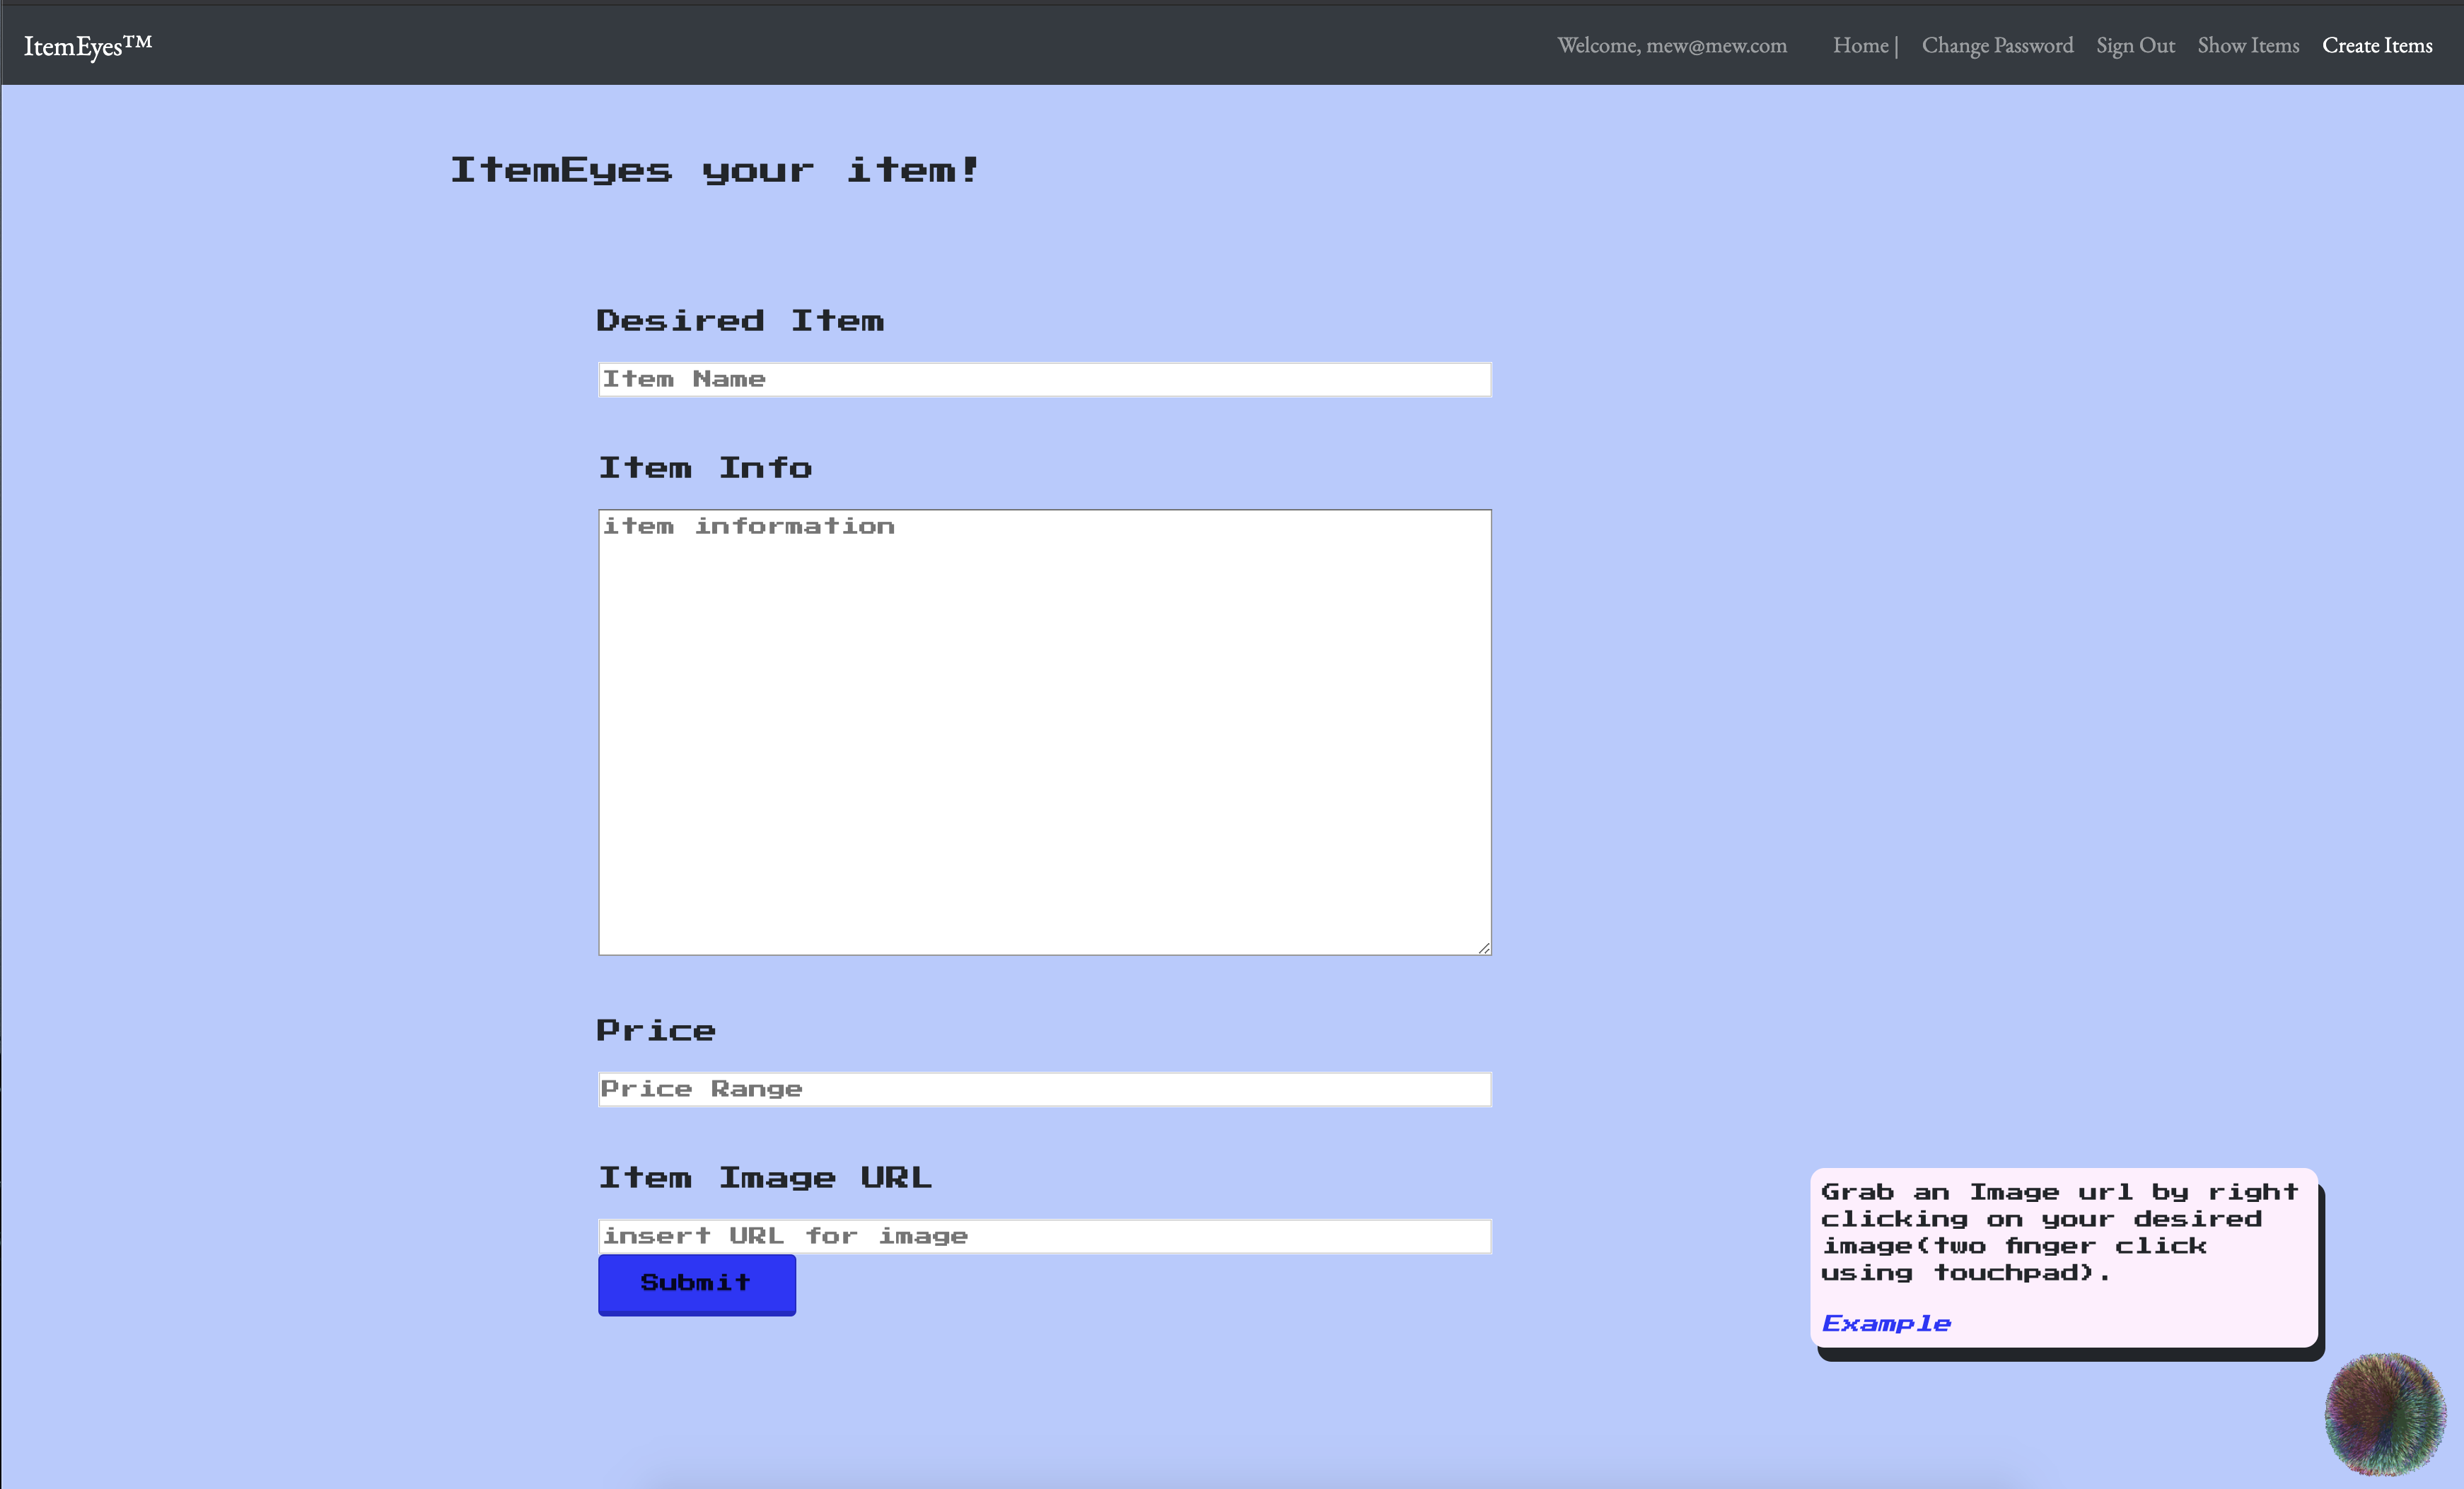 ItemEyes™
Welcome, mew@mew.com Home | Change Password Sign Out Show Items Create Items
ItemEyes your item!
Desired Item
Item Name
Item Info
item information
Price
Price Range
Item Image URL
insert URL for image
Submit
Grab an Image url by right
clicking on your desired
image(two finger click
using touchpad).
Example